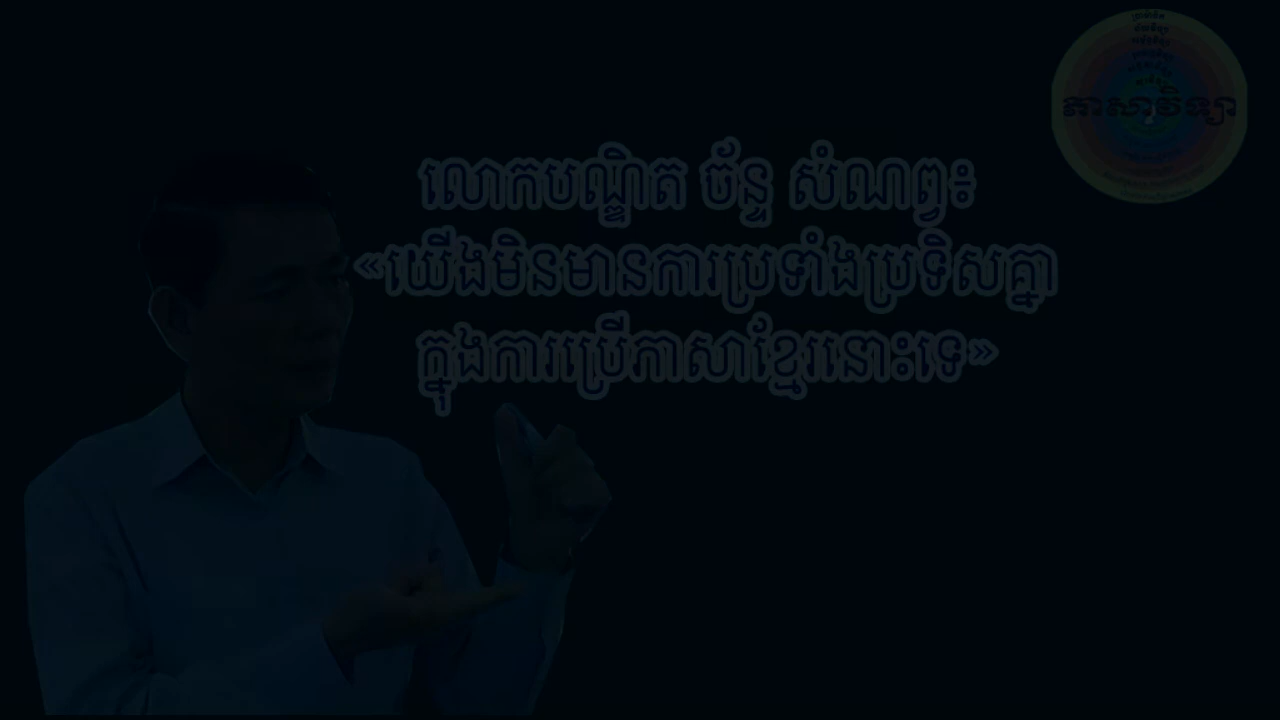 ភាសាវិទ្យា
លោកបណ្ឌិត ច័ន្ទ សំណព្វ៖
«យើងមិនមានការប្រទាំងប្រទិសគ្នា
ក្នុងការប្រើភាសាខ្មែរនោះទេ»